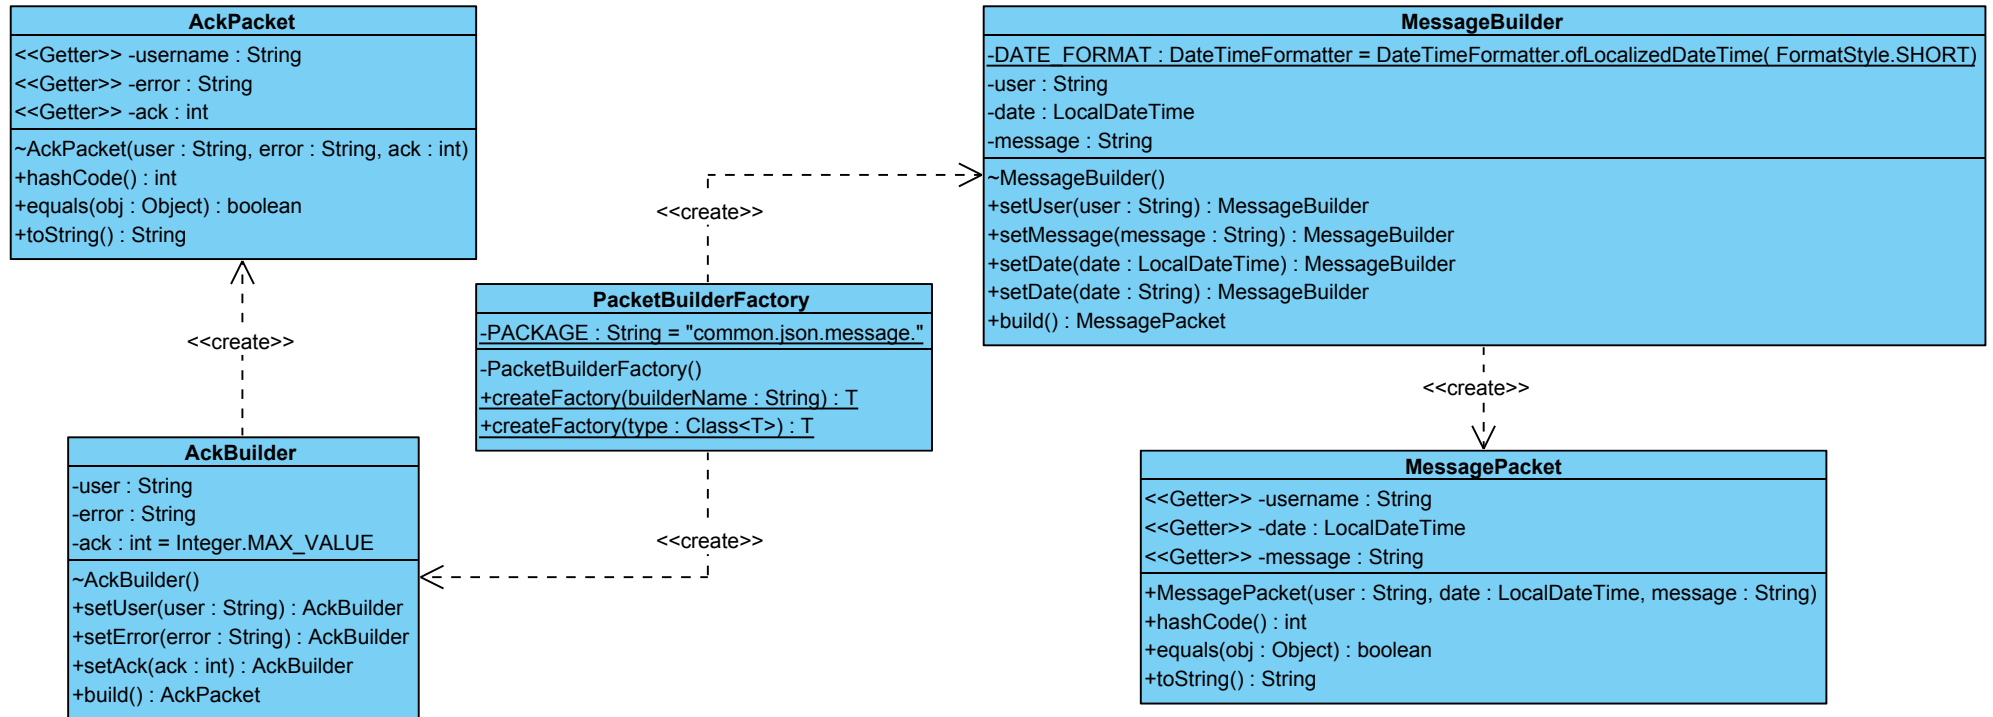 AckPacket
<<Getter>> -username : String
<<Getter>> -error : String
<<Getter>> -ack : int
~AckPacket(user : String, error : String, ack : int)
+hashCode() : int
+equals(obj : Object) : boolean
+toString() : String
<<create>>
AckBuilder
-user : String
-error : String
-ack : int = Integer.MAX_VALUE
~AckBuilder()
+setUser(user : String) : AckBuilder
+setError(error : String) : AckBuilder
+setAck(ack : int) : AckBuilder
+build() : AckPacket
<<create>>
PacketBuilderFactory
-PACKAGE : String = "common.json.message."
-PacketBuilderFactory()
+createFactory(builderName : String) : T
+createFactory(type : Class<T>) : T
<<create>>
MessageBuilder
-DATE_FORMAT : DateTimeFormatter = DateTimeFormatter.ofLocalizedDateTime( FormatStyle.SHORT)
-user : String
-date : LocalDateTime
-message : String
~MessageBuilder()
+setUser(user : String) : MessageBuilder
+setMessage(message : String) : MessageBuilder
+setDate(date : LocalDateTime) : MessageBuilder
+setDate(date : String) : MessageBuilder
+build() : MessagePacket
<<create>>
MessagePacket
<<Getter>> -username : String
<<Getter>> -date : LocalDateTime
<<Getter>> -message : String
+MessagePacket(user : String, date : LocalDateTime, message : String)
+hashCode() : int
+equals(obj : Object) : boolean
+toString() : String